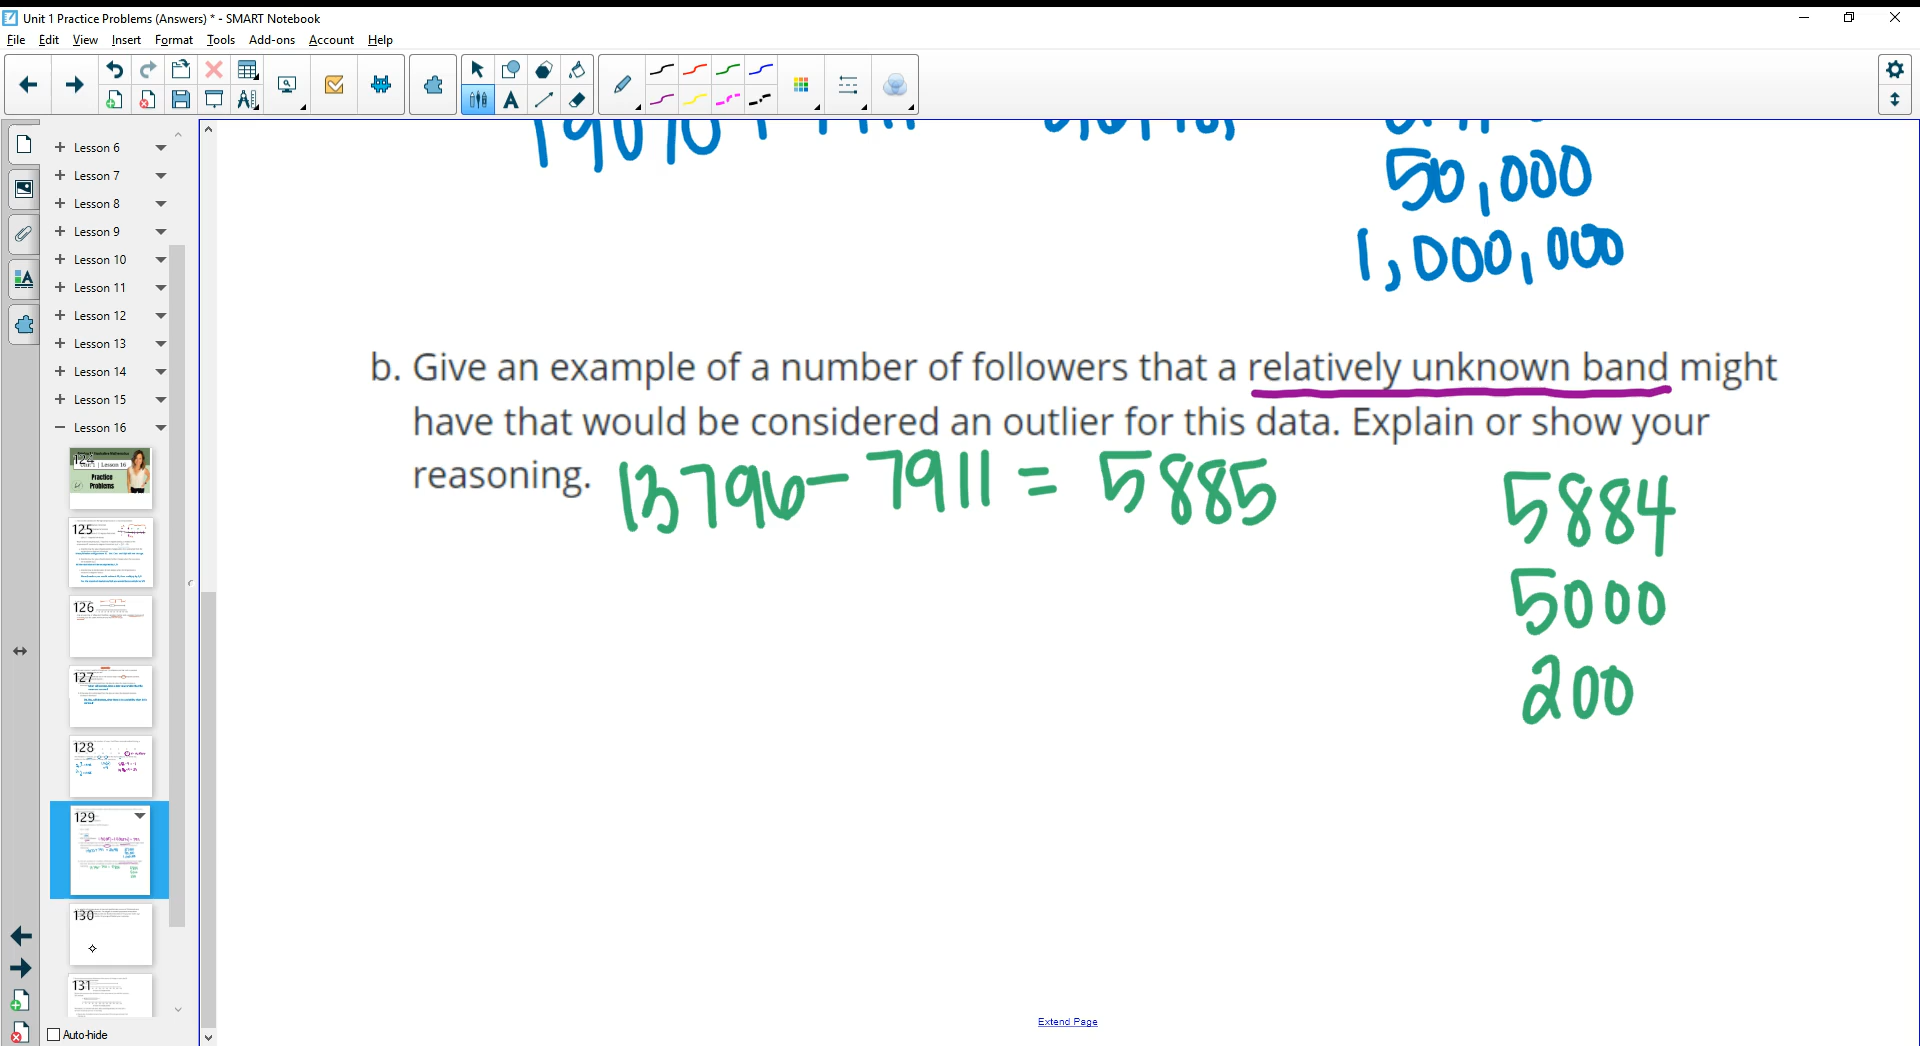 Unit 1 Practice Problems (Answers) * - SMART Notebook
File Edit View Insert Format Tools Add-ons Account Help
Lesson 6
Lesson 7
Lesson 8
Lesson 9
Lesson 10
Lesson 11
Lesson 12
Lesson 13
Lesson 14
Lesson 15
Lesson 16
124
Practice
Problems
125
126
127
128
129
130
131
Auto-hide
50,000
1,000,000
b. Give an example of a number of followers that a relatively unknown band might
have that would be considered an outlier for this data. Explain or show your
reasoning. 13796 - 7911 = 5885
5884
5000
200
Extend Page